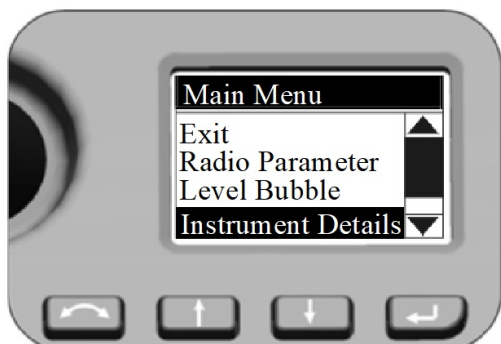 Main Menu
Exit
Radio Parameter
Level Bubble
Instrument Details